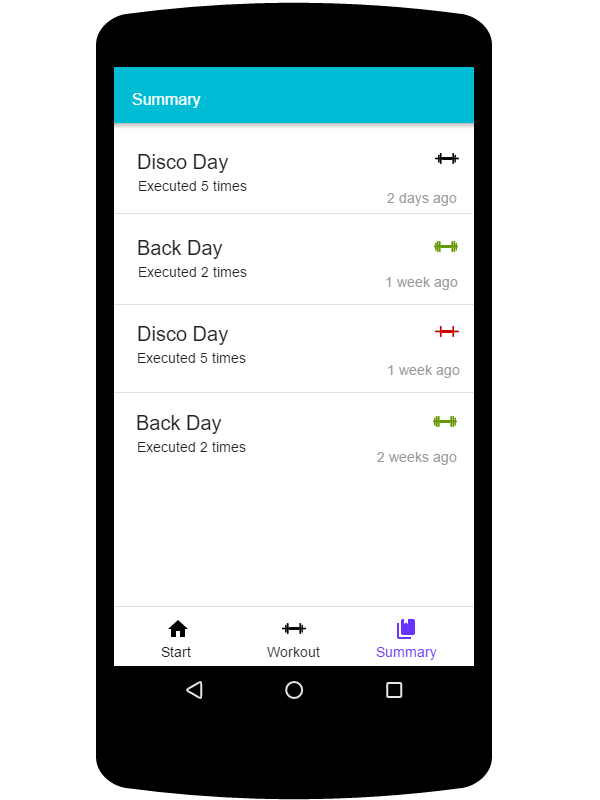 Summary
Disco Day
Executed 5 times
2 days ago
Back Day
Executed 2 times
1 week ago
Disco Day
Executed 5 times
1 week ago
Back Day
Executed 2 times
2 weeks ago
Start
Workout
Summary